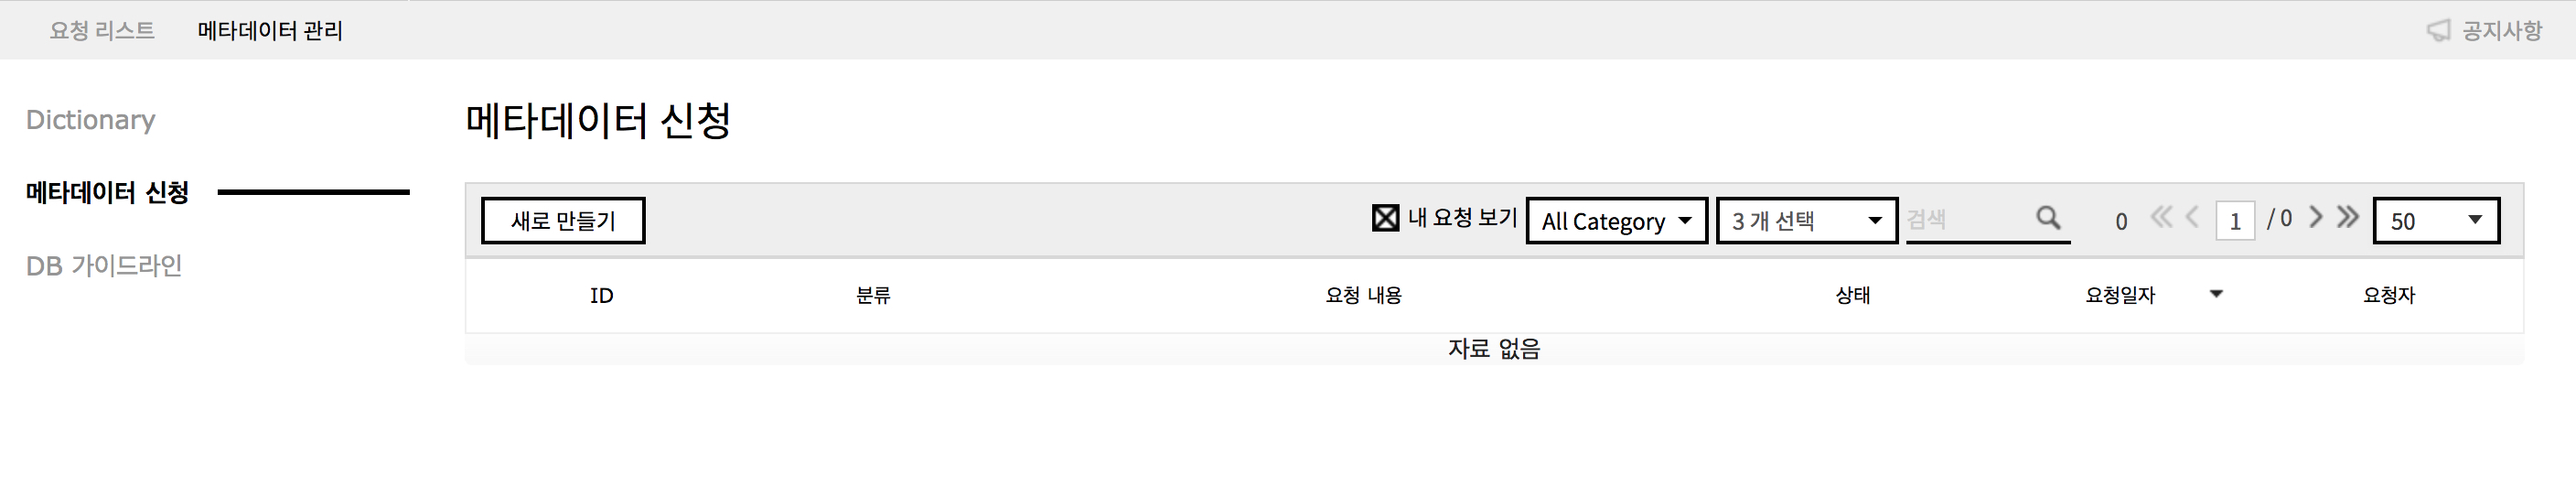 요청 리스트 메타데이터 관리 공지사항
Dictionary
메타데이터 신청
DB 가이드라인
메타데이터 신청
새로 만들기 내 요청 보기 All Category 3 개 선택 검색 0 1 / 0 50
ID 분류 요청 내용 상태 요청일자 요청자
자료 없음